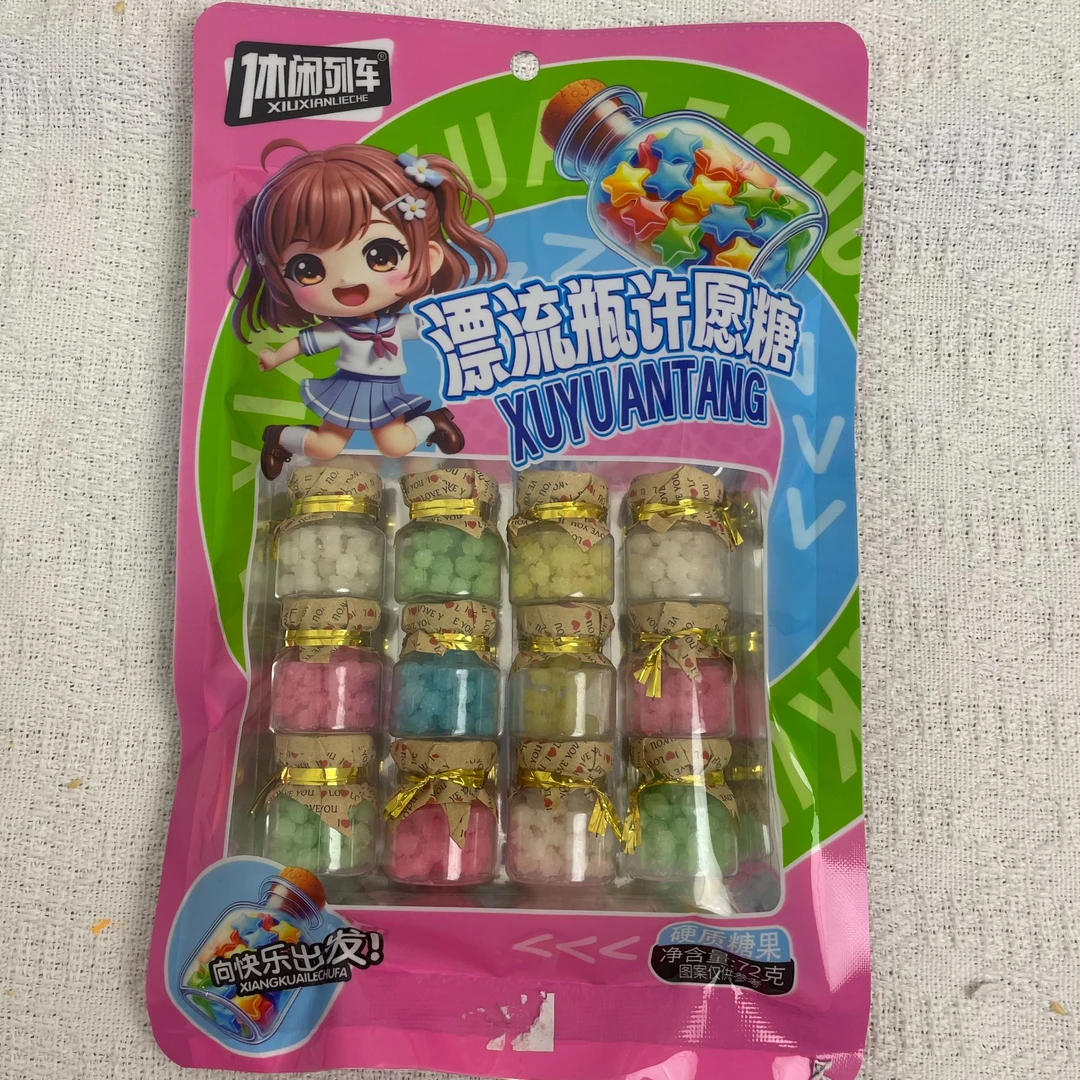 休闲列车®
XIUXIANLIECHE
漂流瓶许愿糖
XUYUANTANG
向快乐出发!
XIANGKUAILECHUFA
硬质糖果
净含量:72克
图案仅供参考